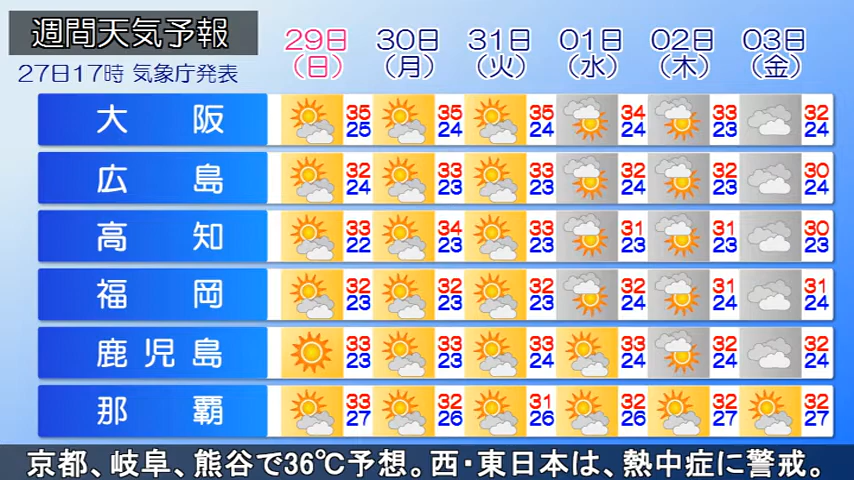 週間天気予報
27日17時 気象庁発表
29日 30日 31日 01日 02日 03日
(日) (月) (火) (水) (木) (金)
大阪 35 35 35 34 33 32
25 24 24 24 23 24
広島 32 33 33 32 32 30
24 23 23 24 23 24
高知 33 34 33 31 31 30
22 23 23 23 23 23
福岡 32 32 32 32 31 31
23 23 23 24 24 24
鹿児島 33 33 33 33 32 32
23 23 24 24 24 24
那覇 33 32 31 32 32 32
27 26 26 26 27 27
京都、岐阜、熊谷で36℃予想。西・東日本は、熱中症に警戒。